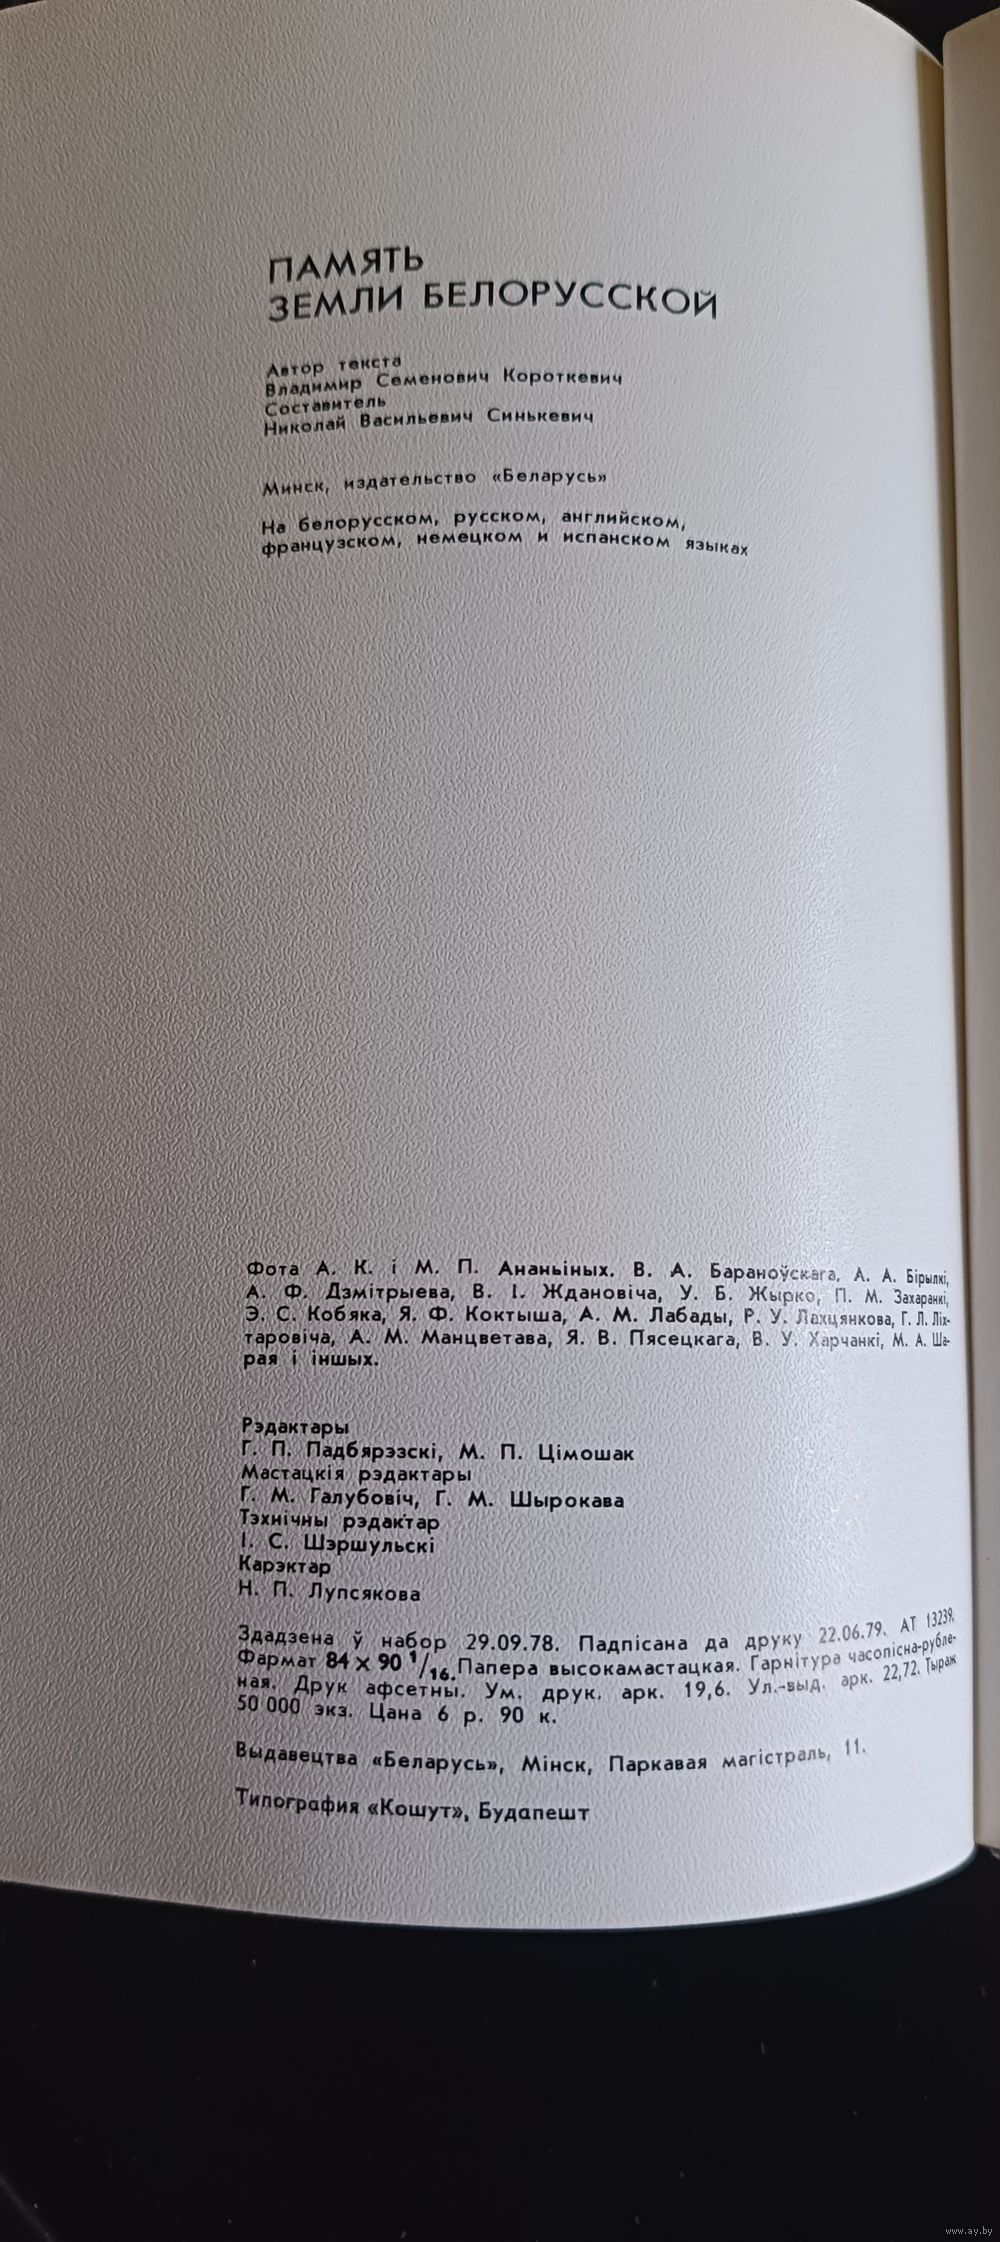 ПАМЯТЬ
ЗЕМЛИ БЕЛОРУССКОЙ
Автор текста
Владимир Семенович Короткевич
Составитель
Николай Васильевич Синькевич
Минск, издательство «Беларусь»
На белорусском, русском, английском,
французском, немецком и испанском языках
Фота А. К. і М. П. Ананьіных. В. А. Бараноўскага, А. А. Бірылкі,
А. Ф. Дзмітрыева, В. І. Ждановіча, У. Б. Жырко, П. М. Захаранкі,
Э. С. Кобяка, Я. Ф. Коктыша, А. М. Лабады, Р. У. Лахцянкова, Г. Л. Ліх-
таровіча, А. М. Манцветава, Я. В. Пясецкага, В. У. Харчанкі, М. А. Ша-
рая і іншых.
Рэдактары
Г. П. Падбярэзскі, М. П. Цімошак
Мастацкія рэдактары
Г. М. Галубовіч, Г. М. Шырокава
Тэхнічны рэдактар
І. С. Шэршульскі
Карэктар
Н. П. Лупсякова
Здадзена ў набор 29.09.78. Падпісана да друку 22.06.79. АТ 13239.
Фармат 84 х 90 1/16. Папера высокамастацкая. Гарнітура часопісна-рубле-
ная. Друк афсетны. Ум. друк. арк. 19,6. Ул.-выд. арк. 22,72. Тыраж
50 000 экз. Цана 6 р. 90 к.
Выдавецтва «Беларусь», Мінск, Паркавая магістраль, 11.
Типография «Кошут», Будапешт
www.ay.by